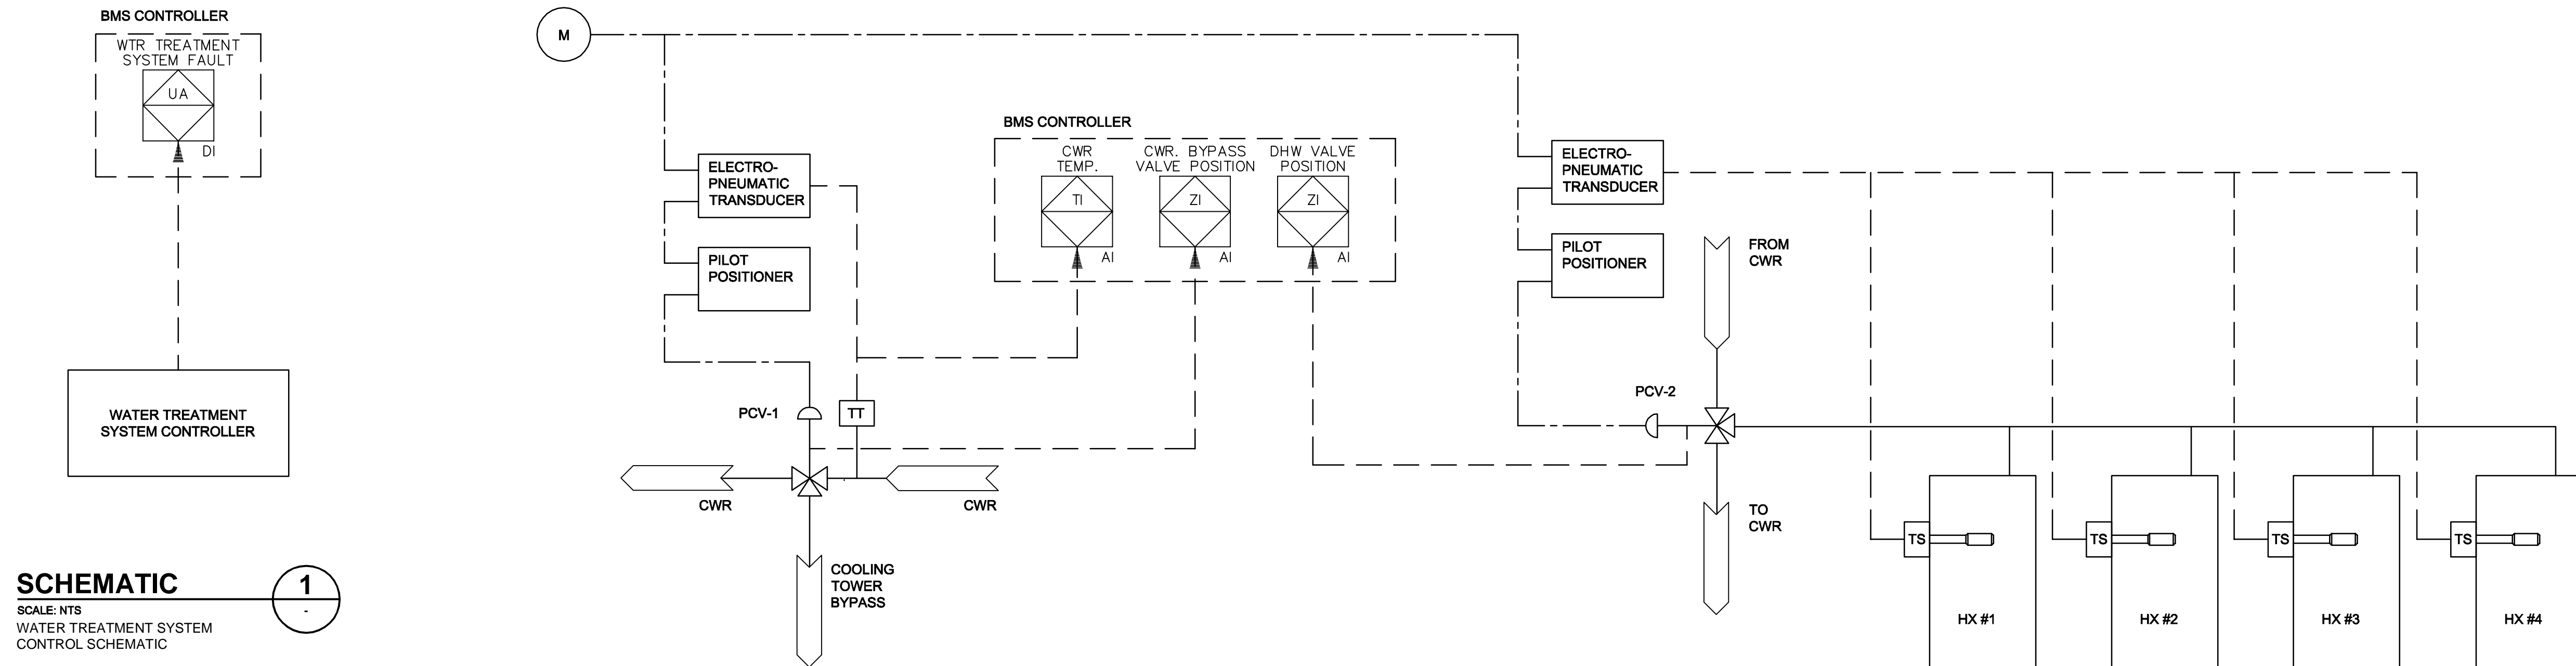 BMS CONTROLLER
WTR TREATMENT
SYSTEM FAULT
UA
DI
WATER TREATMENT
SYSTEM CONTROLLER
SCHEMATIC
1
-
SCALE: NTS
WATER TREATMENT SYSTEM
CONTROL SCHEMATIC
M
ELECTRO-
PNEUMATIC
TRANSDUCER
PILOT
POSITIONER
PCV-1
TT
CWR
CWR
COOLING
TOWER
BYPASS
BMS CONTROLLER
CWR
TEMP.
TI
AI
CWR. BYPASS
VALVE POSITION
ZI
AI
DHW VALVE
POSITION
ZI
AI
ELECTRO-
PNEUMATIC
TRANSDUCER
PILOT
POSITIONER
FROM
CWR
PCV-2
TO
CWR
TS
HX #1
TS
HX #2
TS
HX #3
TS
HX #4